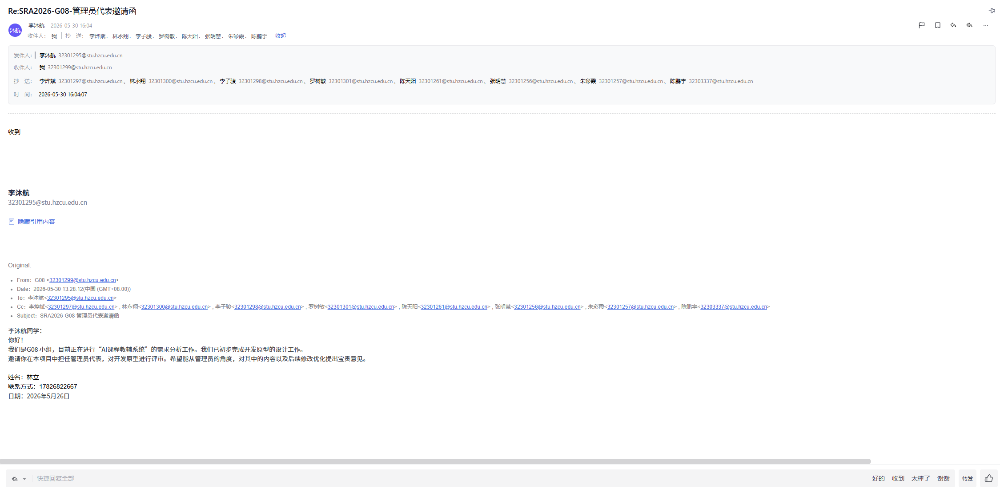 Re:SRA2026-G08-管理员代表邀请函
沐航
李沐航 2026-05-30 16:04
收件人： 我 | 抄 送： 李烨斌、 林永翔、 李子骏、 罗树敏、 陈天阳、 张明慧、 朱彩霞、 陈鹏宇 收起
发件人： 李沐航 32301295@stu.hzcu.edu.cn
收件人： 我 32301299@stu.hzcu.edu.cn
抄 送： 李烨斌 32301297@stu.hzcu.edu.cn 、 林永翔 32301300@stu.hzcu.edu.cn 、 李子骏 32301298@stu.hzcu.edu.cn 、 罗树敏 32301301@stu.hzcu.edu.cn 、 陈天阳 32301261@stu.hzcu.edu.cn 、 张明慧 32301256@stu.hzcu.edu.cn 、 朱彩霞 32301257@stu.hzcu.edu.cn 、 陈鹏宇 32303337@stu.hzcu.edu.cn
时 间： 2026-05-30 16:04:07
收到
李沐航
32301295@stu.hzcu.edu.cn
隐藏引用内容
Original:
From：G08 <32301299@stu.hzcu.edu.cn>
Date：2026-05-30 13:28:12(中国 (GMT+08:00))
To：李沐航<32301295@stu.hzcu.edu.cn>
Cc：李烨斌<32301297@stu.hzcu.edu.cn> , 林永翔<32301300@stu.hzcu.edu.cn> , 李子骏<32301298@stu.hzcu.edu.cn> , 罗树敏<32301301@stu.hzcu.edu.cn> , 陈天阳<32301261@stu.hzcu.edu.cn> , 张明慧<32301256@stu.hzcu.edu.cn> , 朱彩霞<32301257@stu.hzcu.edu.cn> , 陈鹏宇<32303337@stu.hzcu.edu.cn>
Subject：SRA2026-G08-管理员代表邀请函
李沐航同学：
你好！
我们是G08 小组，目前正在进行“AI课程教辅系统”的需求分析工作。我们已初步完成开发原型的设计工作。
邀请你在本项目中担任管理员代表，对开发原型进行评审。希望能从管理员的角度，对其中的内容以及后续修改优化提出宝贵意见。
姓名：林立
联系方式：17826822667
日期：2026年5月26日
快捷回复全部 好的 收到 太棒了 谢谢 转发